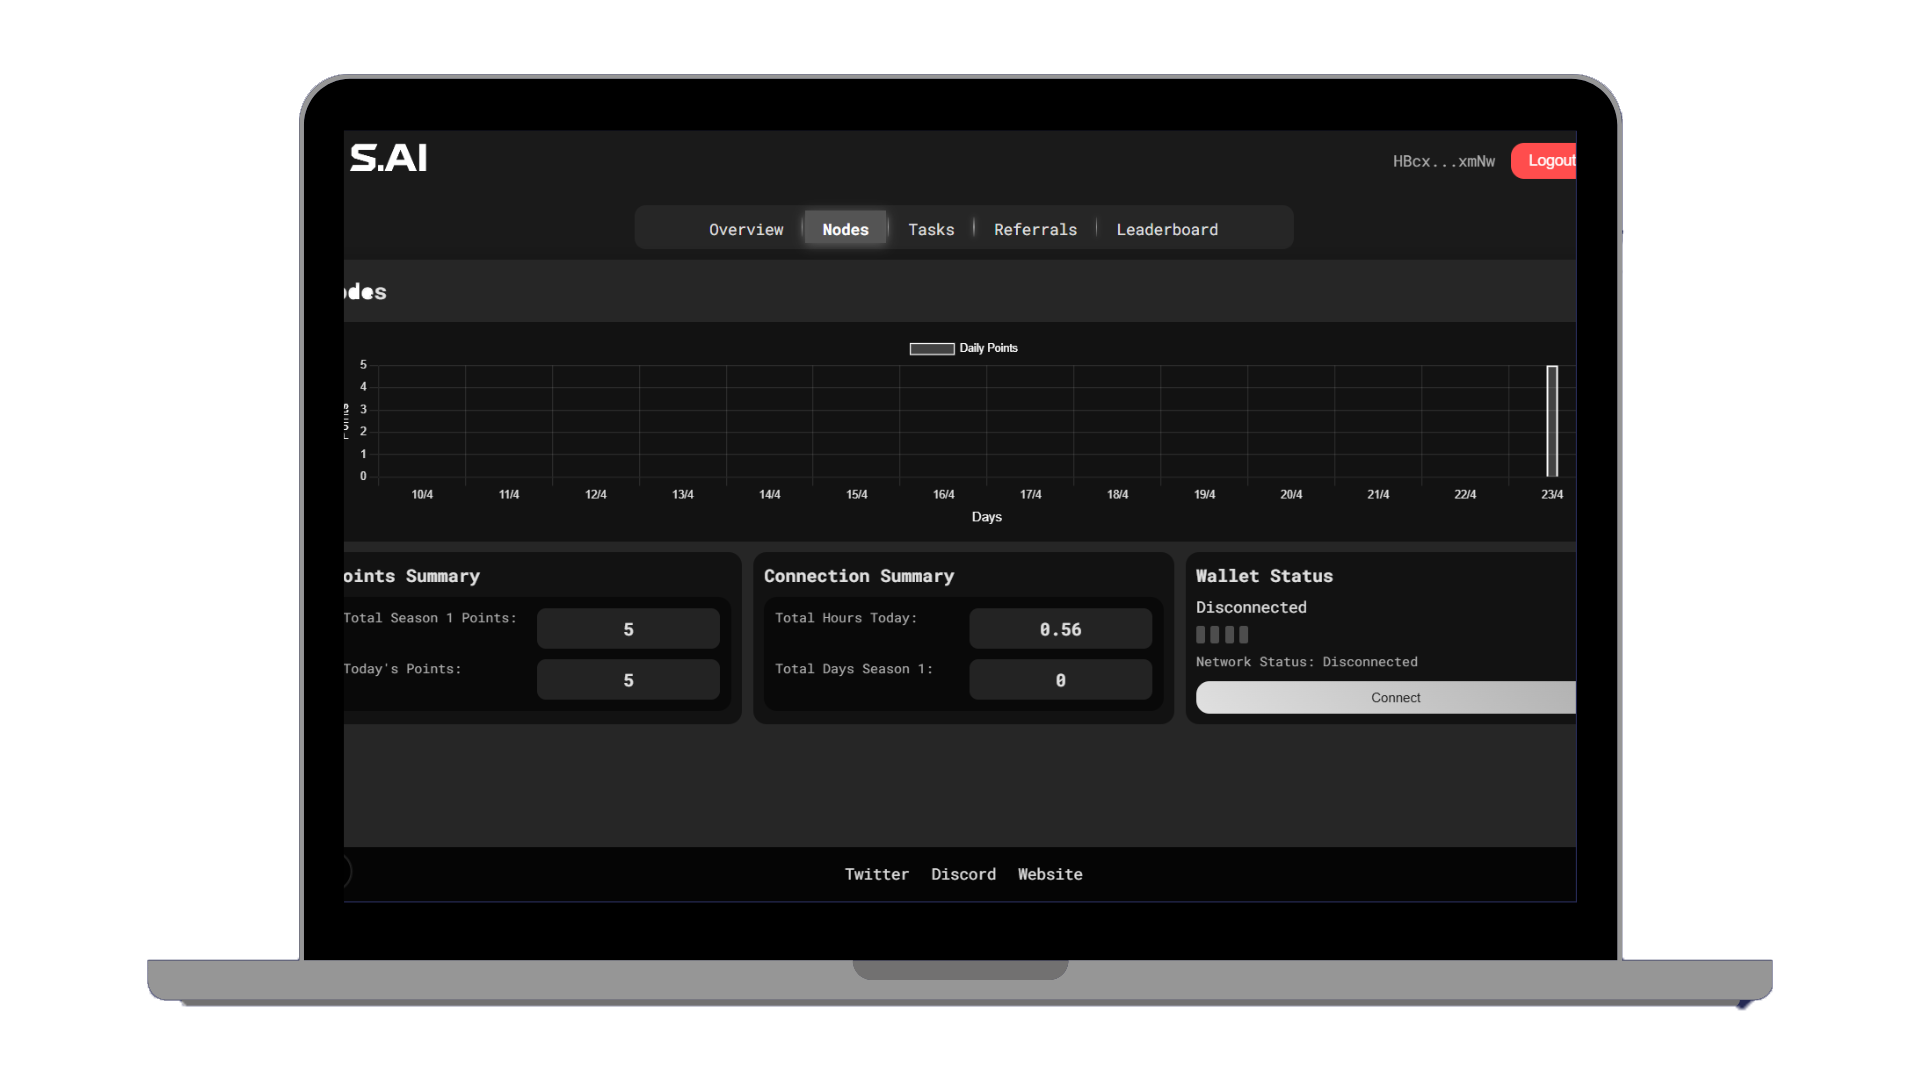 S.AI
HBcx...xmNw Logout
Overview Nodes Tasks Referrals Leaderboard
odes
Daily Points
5
4
3
2
1
0
Points
10/4 11/4 12/4 13/4 14/4 15/4 16/4 17/4 18/4 19/4 20/4 21/4 22/4 23/4
Days
oints Summary
Total Season 1 Points: 5
Today's Points: 5
Connection Summary
Total Hours Today: 0.56
Total Days Season 1: 0
Wallet Status
Disconnected
Network Status: Disconnected
Connect
Twitter Discord Website